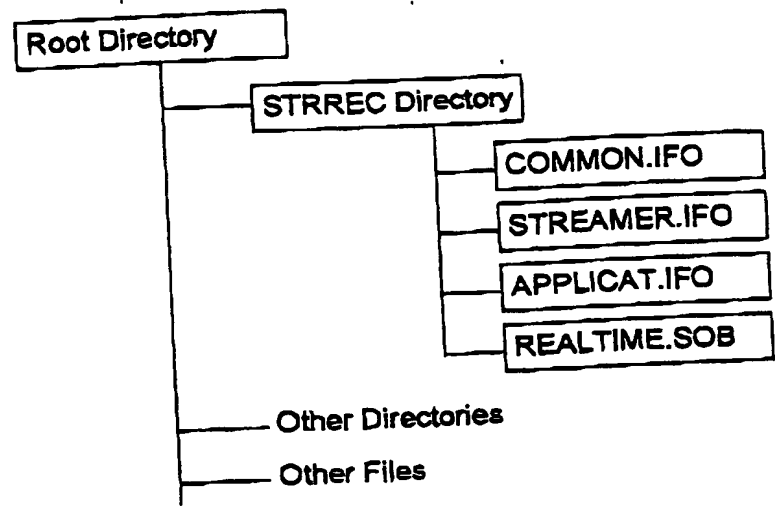 Root Directory
STRREC Directory
COMMON.IFO
STREAMER.IFO
APPLICAT.IFO
REALTIME.SOB
Other Directories
Other Files